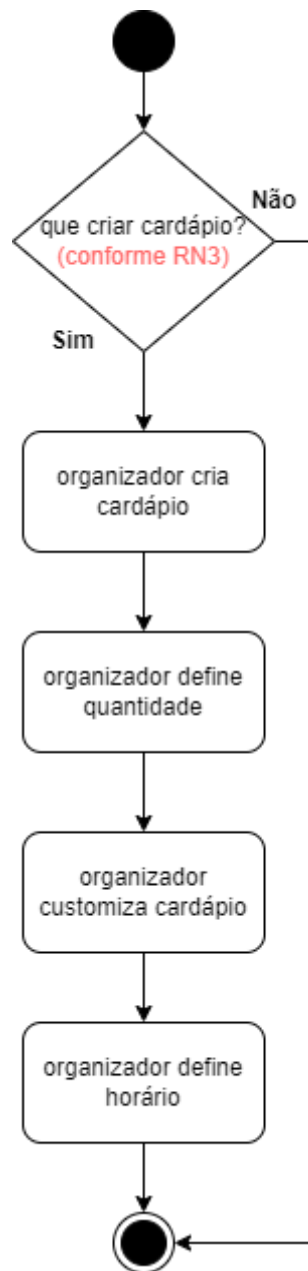 Não
que criar cardápio?
(conforme RN3)
Sim
organizador cria
cardápio
organizador define
quantidade
organizador
customiza cardápio
organizador define
horário